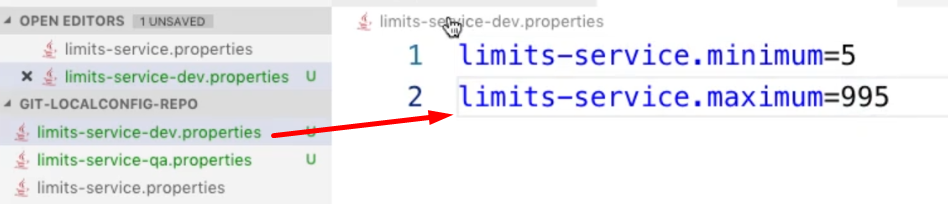 OPEN EDITORS 1 UNSAVED
limits-service.properties
limits-service-dev.properties U
GIT-LOCALCONFIG-REPO
limits-service-dev.properties U
limits-service-qa.properties U
limits-service.properties
limits-service-dev.properties
1 limits-service.minimum=5
2 limits-service.maximum=995